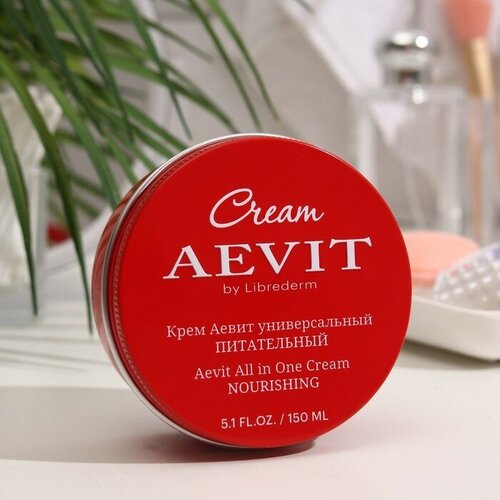 Cream
AEVIT
by Librederm
Крем Аевит универсальный
ПИТАТЕЛЬНЫЙ
Aevit All in One Cream
NOURISHING
5.1 FL.OZ. / 150 ML